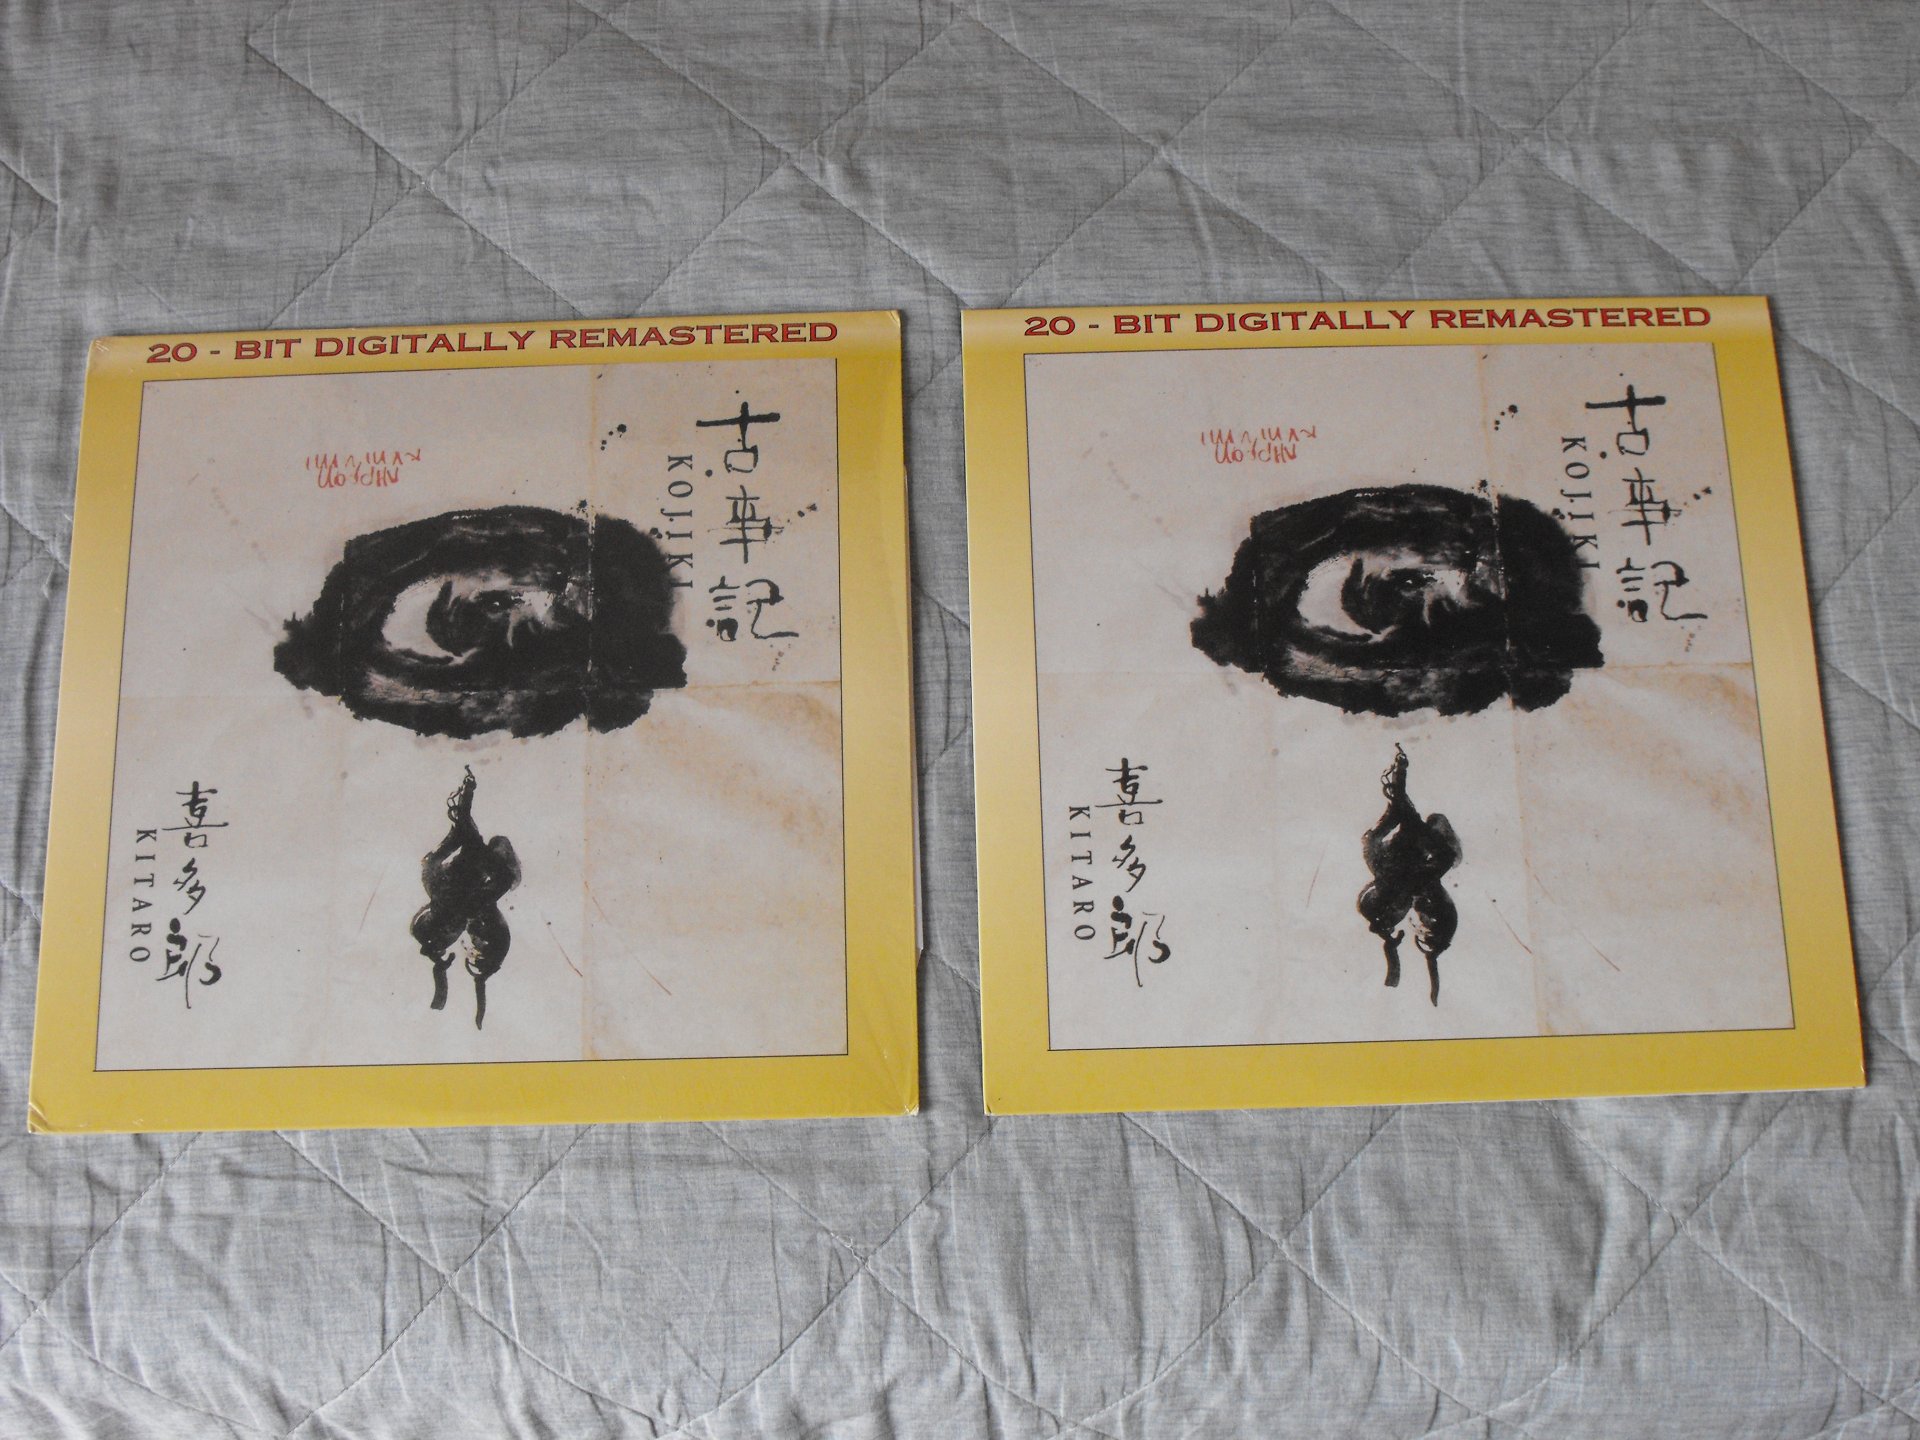 20 - BIT DIGITALLY REMASTERED
古事記
KOJIKI
喜多郎
KITARO
20 - BIT DIGITALLY REMASTERED
古事記
KOJIKI
喜多郎
KITARO